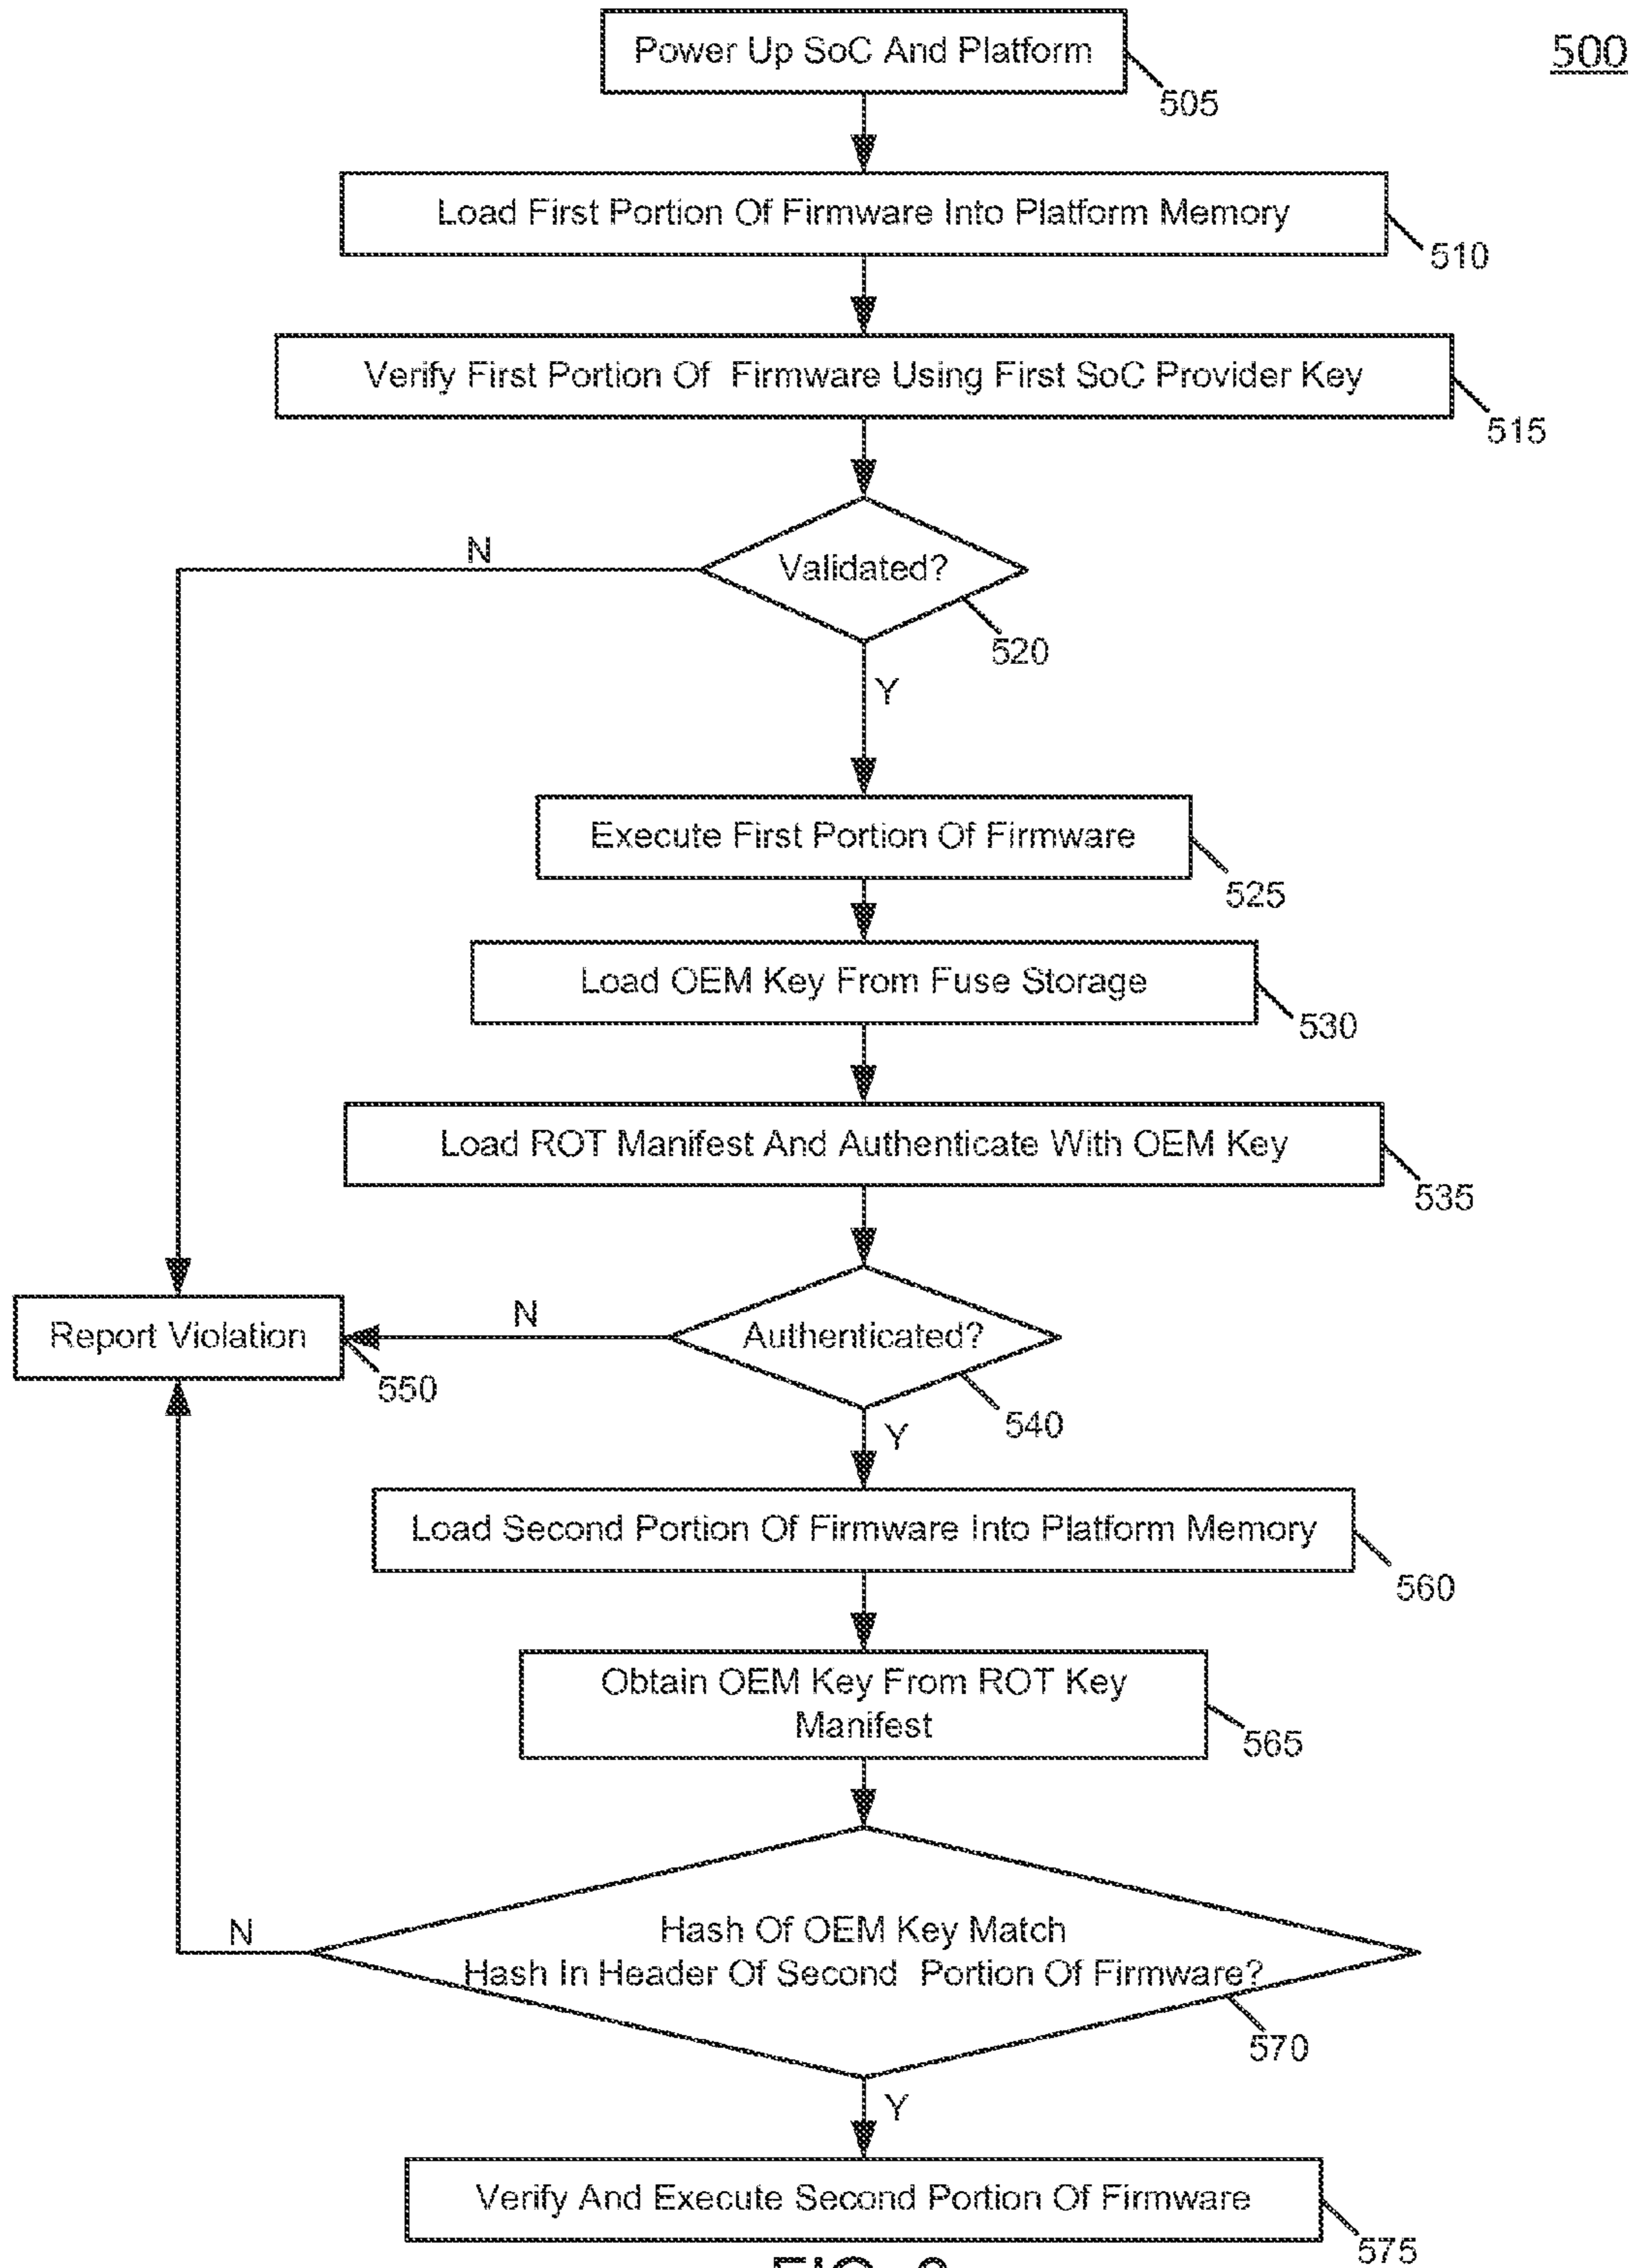 500
Power Up SoC And Platform
505
Load First Portion Of Firmware Into Platform Memory
510
Verify First Portion Of Firmware Using First SoC Provider Key
515
Validated?
520
N
Y
Execute First Portion Of Firmware
525
Load OEM Key From Fuse Storage
530
Load ROT Manifest And Authenticate With OEM Key
535
Authenticated?
540
N
Report Violation
550
Y
Load Second Portion Of Firmware Into Platform Memory
560
Obtain OEM Key From ROT Key
Manifest
565
Hash Of OEM Key Match
Hash In Header Of Second Portion Of Firmware?
570
N
Y
Verify And Execute Second Portion Of Firmware
575